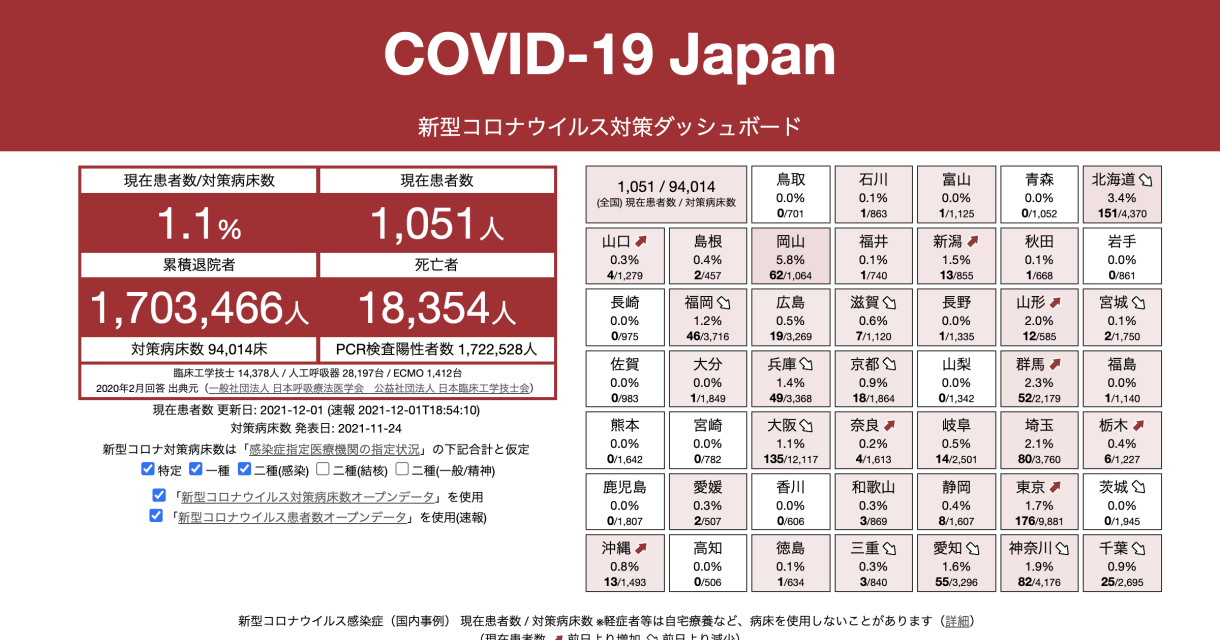 COVID-19 Japan
新型コロナウイルス対策ダッシュボード
現在患者数/対策病床数
現在患者数
1.1%
1,051人
累積退院者
死亡者
1,703,466人
18,354人
対策病床数 94,014床
PCR検査陽性者数 1,722,528人
臨床工学技士 14,378人 / 人工呼吸器 28,197台 / ECMO 1,412台
2020年2月回答 出典元（一般社団法人 日本呼吸療法医学会　公益社団法人 日本臨床工学技士会）
現在患者数 更新日: 2021-12-01 (速報 2021-12-01T18:54:10)
対策病床数 発表日: 2021-11-24
新型コロナ対策病床数は「感染症指定医療機関の指定状況」の下記合計と仮定
特定 一種 二種(感染) 二種(結核) 二種(一般/精神)
「新型コロナウイルス対策病床数オープンデータ」を使用
「新型コロナウイルス患者数オープンデータ」を使用(速報)
1,051 / 94,014
(全国) 現在患者数 / 対策病床数
鳥取
0.0%
0/701
石川
0.1%
1/863
富山
0.0%
1/1,125
青森
0.0%
0/1,052
北海道
3.4%
151/4,370
山口
0.3%
4/1,279
島根
0.4%
2/457
岡山
5.8%
62/1,064
福井
0.1%
1/740
新潟
1.5%
13/855
秋田
0.1%
1/668
岩手
0.0%
0/861
長崎
0.0%
0/975
福岡
1.2%
46/3,716
広島
0.5%
19/3,269
滋賀
0.6%
7/1,120
長野
0.0%
1/1,335
山形
2.0%
12/585
宮城
0.1%
2/1,750
佐賀
0.0%
0/983
大分
0.0%
1/1,849
兵庫
1.4%
49/3,368
京都
0.9%
18/1,864
山梨
0.0%
0/1,342
群馬
2.3%
52/2,179
福島
0.0%
1/1,140
熊本
0.0%
0/1,642
宮崎
0.0%
0/782
大阪
1.1%
135/12,117
奈良
0.2%
4/1,613
岐阜
0.5%
14/2,501
埼玉
2.1%
80/3,760
栃木
0.4%
6/1,227
鹿児島
0.0%
0/1,807
愛媛
0.3%
2/507
香川
0.0%
0/606
和歌山
0.3%
3/869
静岡
0.4%
8/1,607
東京
1.7%
176/9,881
茨城
0.0%
0/1,945
沖縄
0.8%
13/1,493
高知
0.0%
0/506
徳島
0.1%
1/634
三重
0.3%
3/840
愛知
1.6%
55/3,296
神奈川
1.9%
82/4,176
千葉
0.9%
25/2,695
新型コロナウイルス感染症（国内事例） 現在患者数 / 対策病床数 ※軽症者等は自宅療養など、病床を使用しないことがあります（詳細）
（現在患者数 前日より増加 前日より減少）